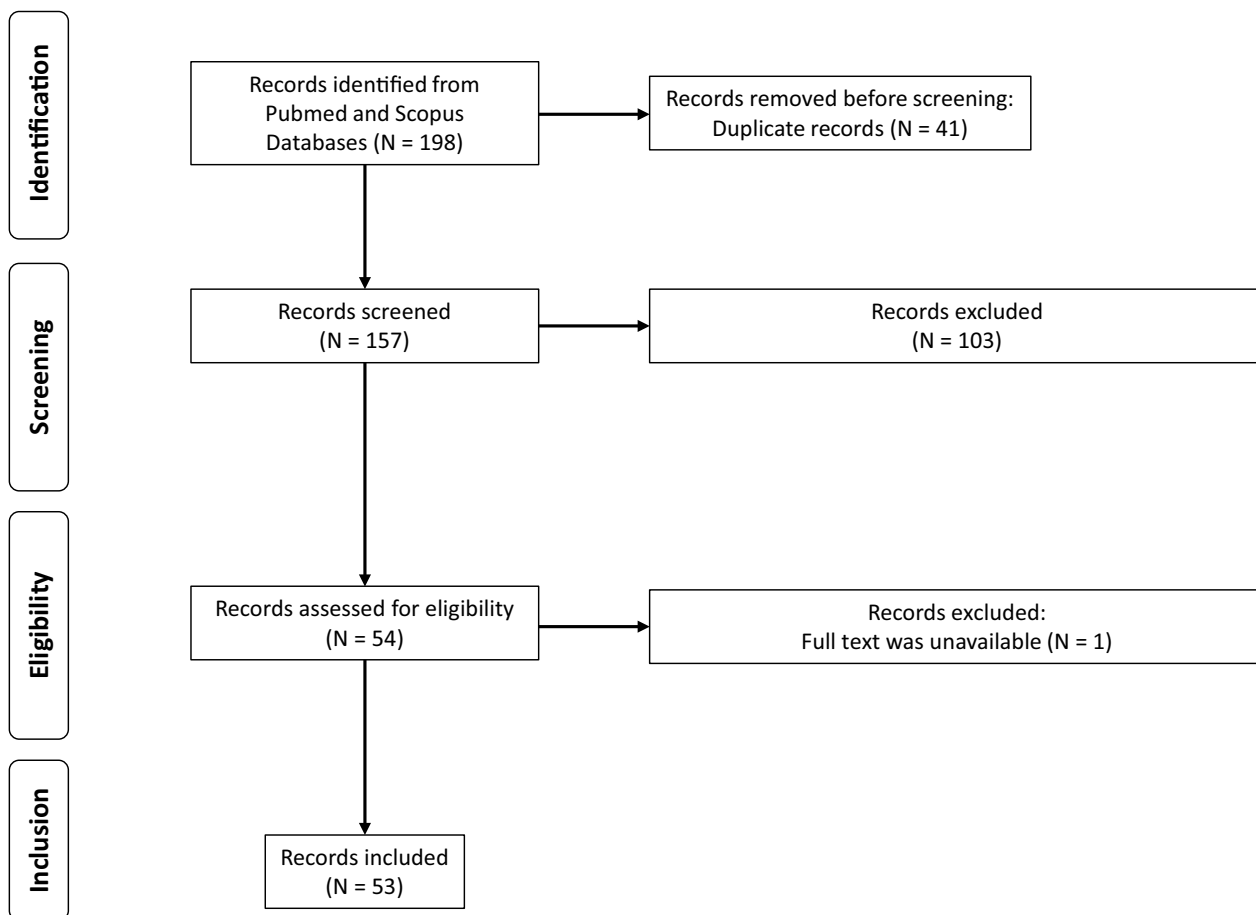 Identification
Records identified from
Pubmed and Scopus
Databases (N = 198)
Records removed before screening:
Duplicate records (N = 41)
Screening
Records screened
(N = 157)
Records excluded
(N = 103)
Eligibility
Records assessed for eligibility
(N = 54)
Records excluded:
Full text was unavailable (N = 1)
Inclusion
Records included
(N = 53)